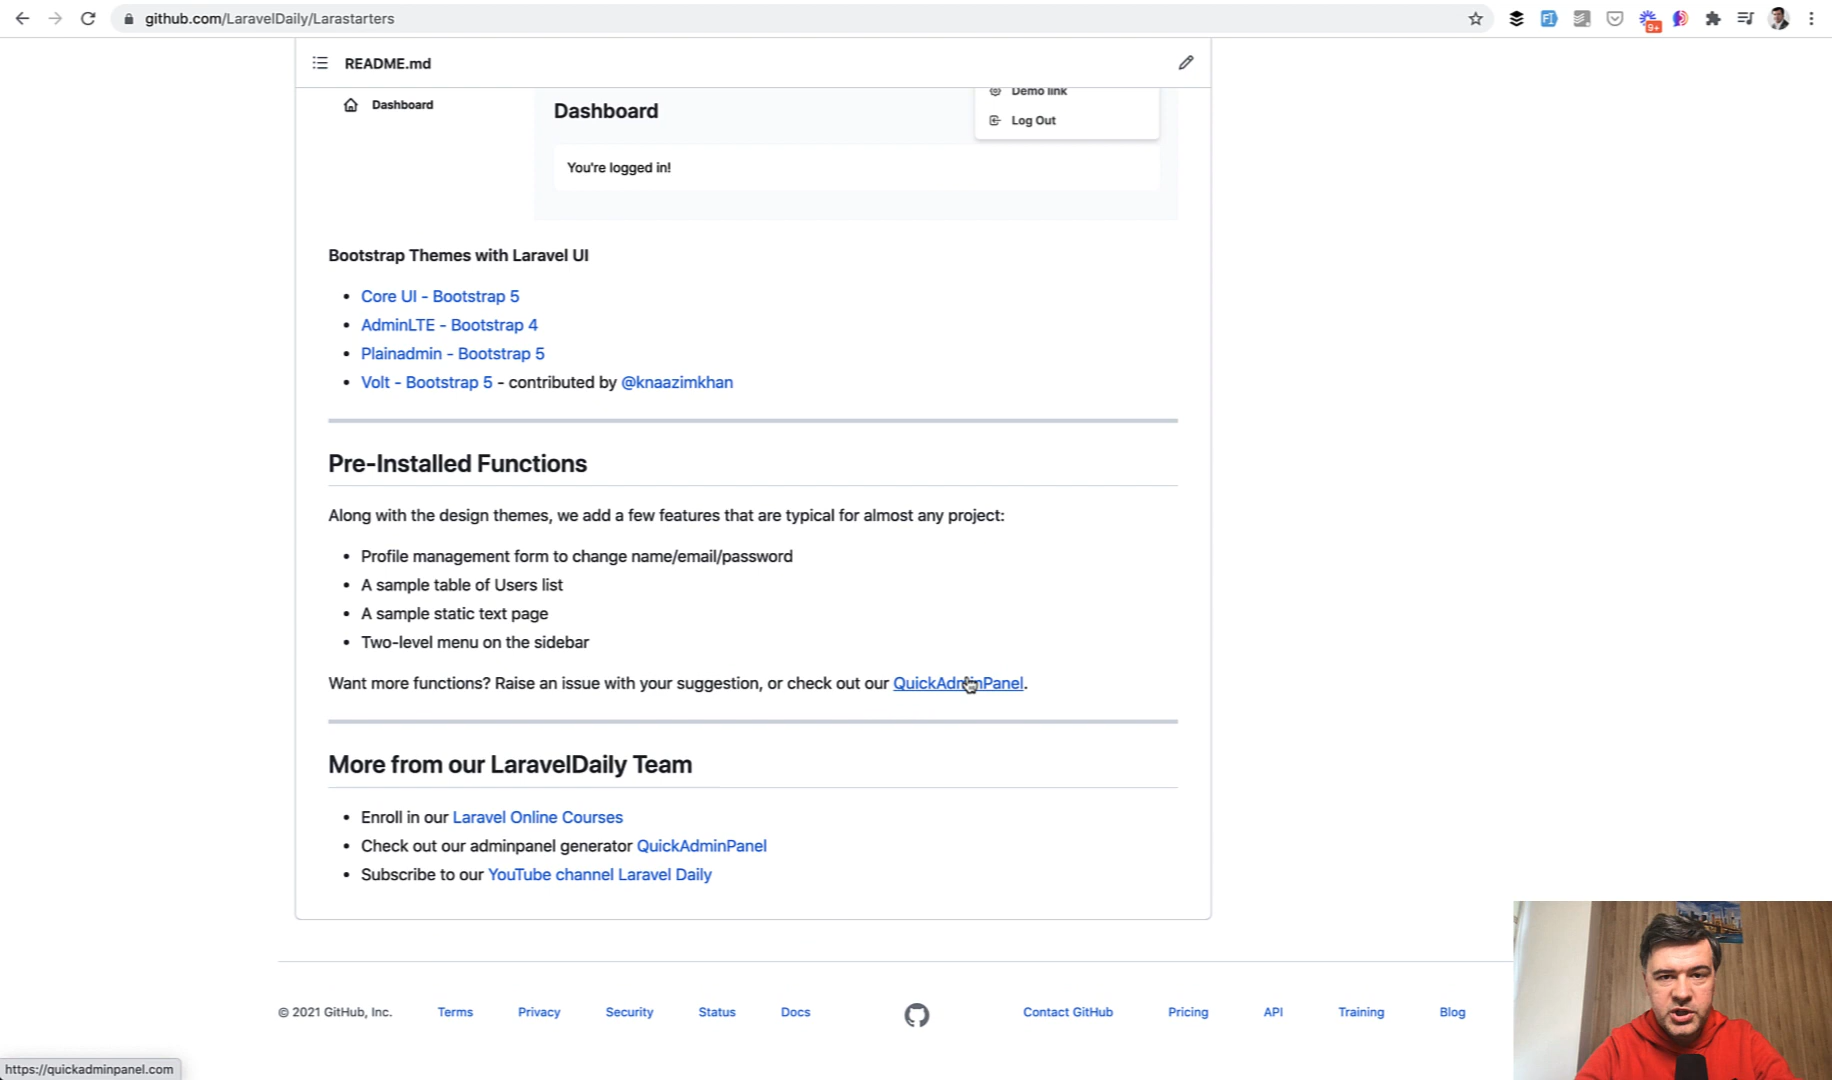 github.com/LaravelDaily/Larastarters
9+
README.md
Dashboard
Dashboard
Demo link
Log Out
You're logged in!
Bootstrap Themes with Laravel UI
• Core UI - Bootstrap 5
• AdminLTE - Bootstrap 4
• Plainadmin - Bootstrap 5
• Volt - Bootstrap 5 - contributed by @knaazimkhan
Pre-Installed Functions
Along with the design themes, we add a few features that are typical for almost any project:
• Profile management form to change name/email/password
• A sample table of Users list
• A sample static text page
• Two-level menu on the sidebar
Want more functions? Raise an issue with your suggestion, or check out our QuickAdminPanel.
More from our LaravelDaily Team
• Enroll in our Laravel Online Courses
• Check out our adminpanel generator QuickAdminPanel
• Subscribe to our YouTube channel Laravel Daily
© 2021 GitHub, Inc. Terms Privacy Security Status Docs Contact GitHub Pricing API Training Blog
https://quickadminpanel.com